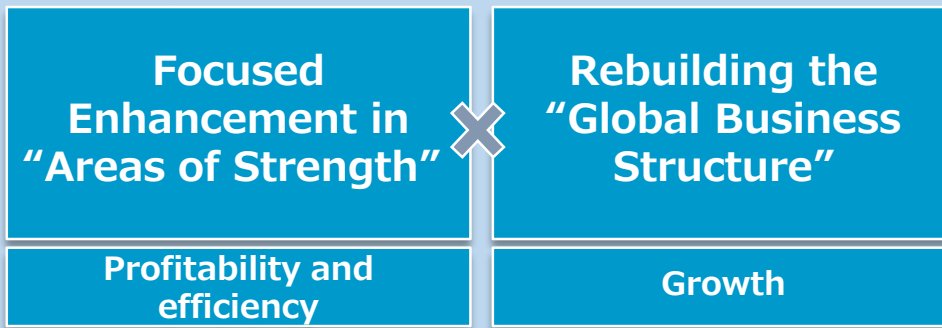 Focused
Enhancement in
“Areas of Strength”
Rebuilding the
“Global Business
Structure”
Profitability and
efficiency
Growth